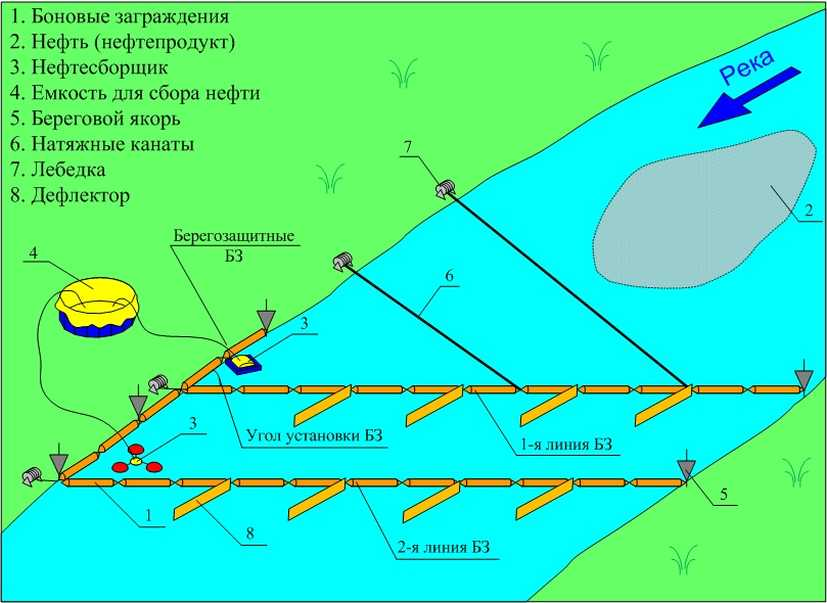 1. Боновые заграждения
2. Нефть (нефтепродукт)
3. Нефтесборщик
4. Емкость для сбора нефти
5. Береговой якорь
6. Натяжные канаты
7. Лебедка
8. Дефлектор
Река
7
2
Берегозащитные
БЗ
4
6
3
3
Угол установки БЗ
1-я линия БЗ
5
1
8
2-я линия БЗ